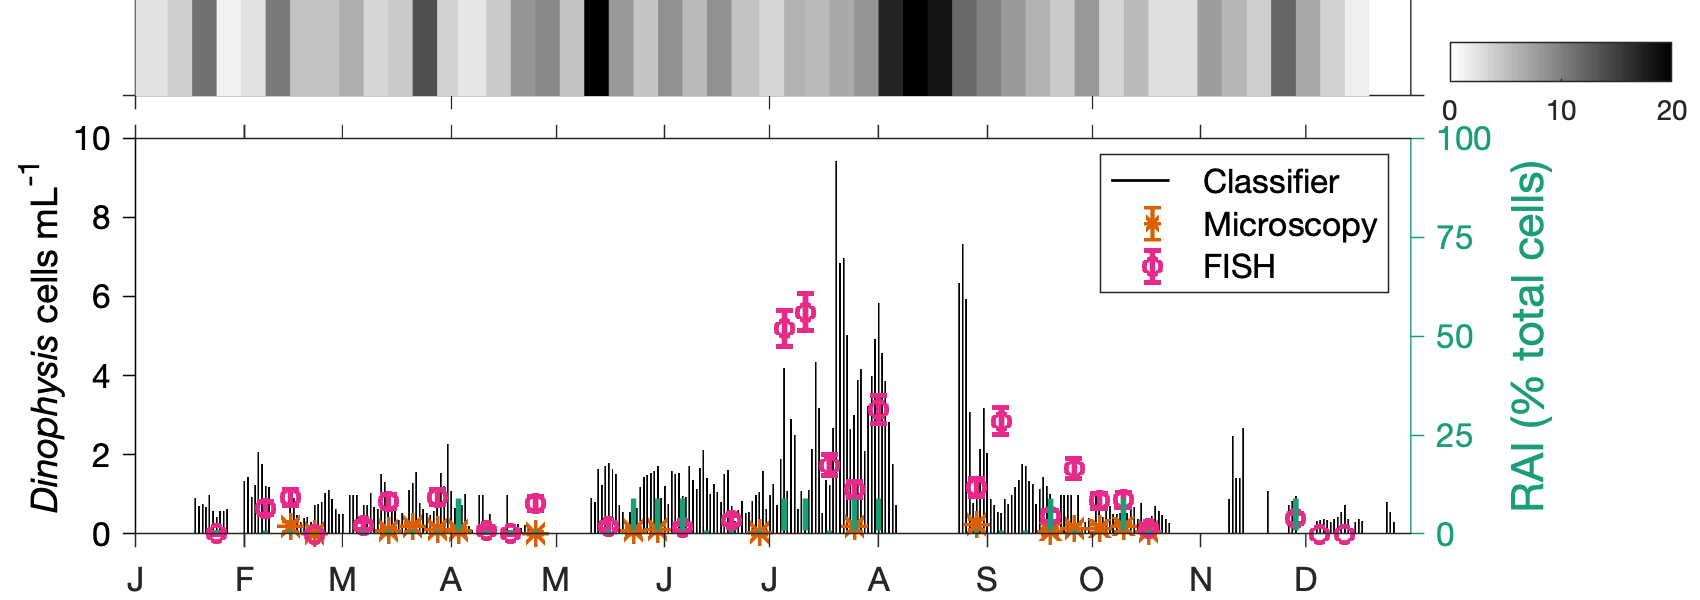 0 10 20
10
8
6
4
2
0
Dinophysis cells mL-1
100
75
50
25
0
RAI (% total cells)
Classifier
Microscopy
FISH
J F M A M J J A S O N D